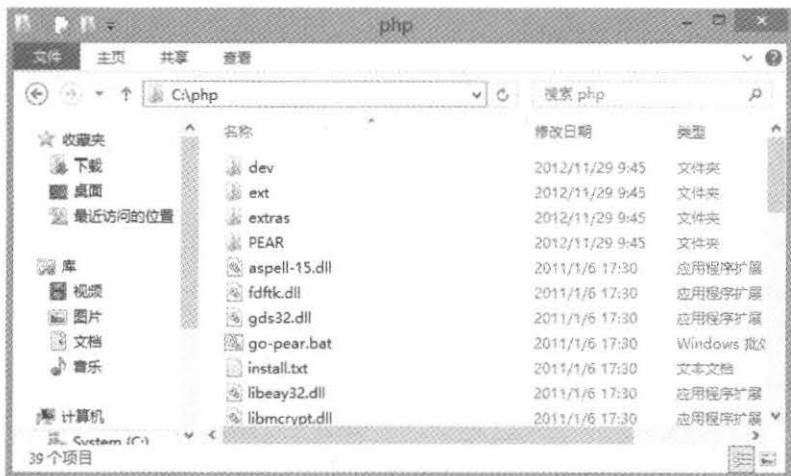 php
文件 主页 共享 查看
C:\php
搜索 php
名称 修改日期 类型
收藏夹
下载
桌面
最近访问的位置
库
视频
图片
文档
音乐
计算机
System (C:)
dev 2012/11/29 9:45 文件夹
ext 2012/11/29 9:45 文件夹
extras 2012/11/29 9:45 文件夹
PEAR 2012/11/29 9:45 文件夹
aspell-15.dll 2011/1/6 17:30 应用程序扩展
fdftk.dll 2011/1/6 17:30 应用程序扩展
gds32.dll 2011/1/6 17:30 应用程序扩展
go-pear.bat 2011/1/6 17:30 Windows 批处
install.txt 2011/1/6 17:30 文本文档
libeay32.dll 2011/1/6 17:30 应用程序扩展
libmcrypt.dll 2011/1/6 17:30 应用程序扩展
39 个项目